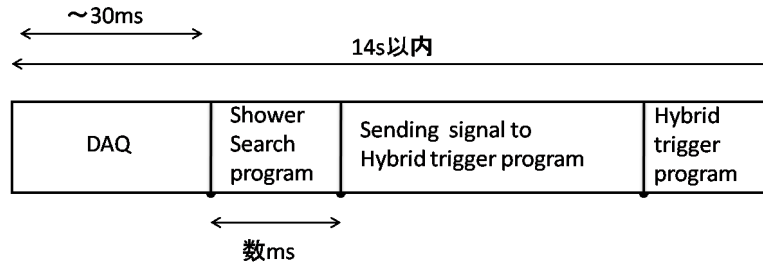 ～30ms
14s以内
DAQ
Shower
Search
program
Sending signal to
Hybrid trigger program
Hybrid
trigger
program
数ms